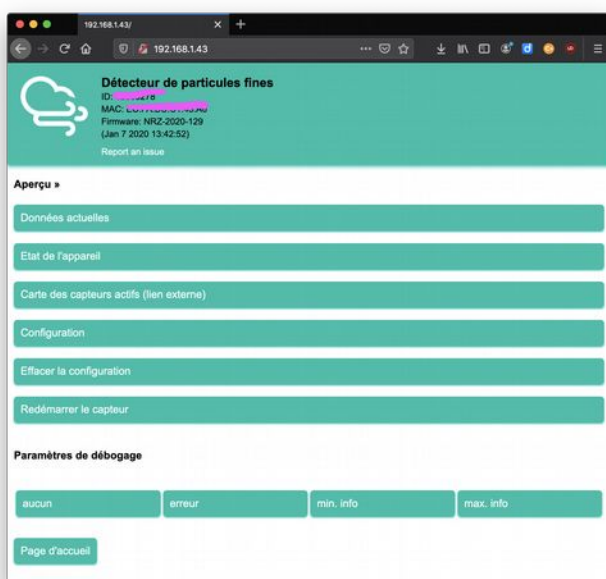 192.168.1.43/
192.168.1.43
Détecteur de particules fines
ID:
MAC:
Firmware: NRZ-2020-129
(Jan 7 2020 13:42:52)
Report an issue
Aperçu »
Données actuelles
Etat de l'appareil
Carte des capteurs actifs (lien externe)
Configuration
Effacer la configuration
Redémarrer le capteur
Paramètres de débogage
aucun erreur min. info max. info
Page d'accueil